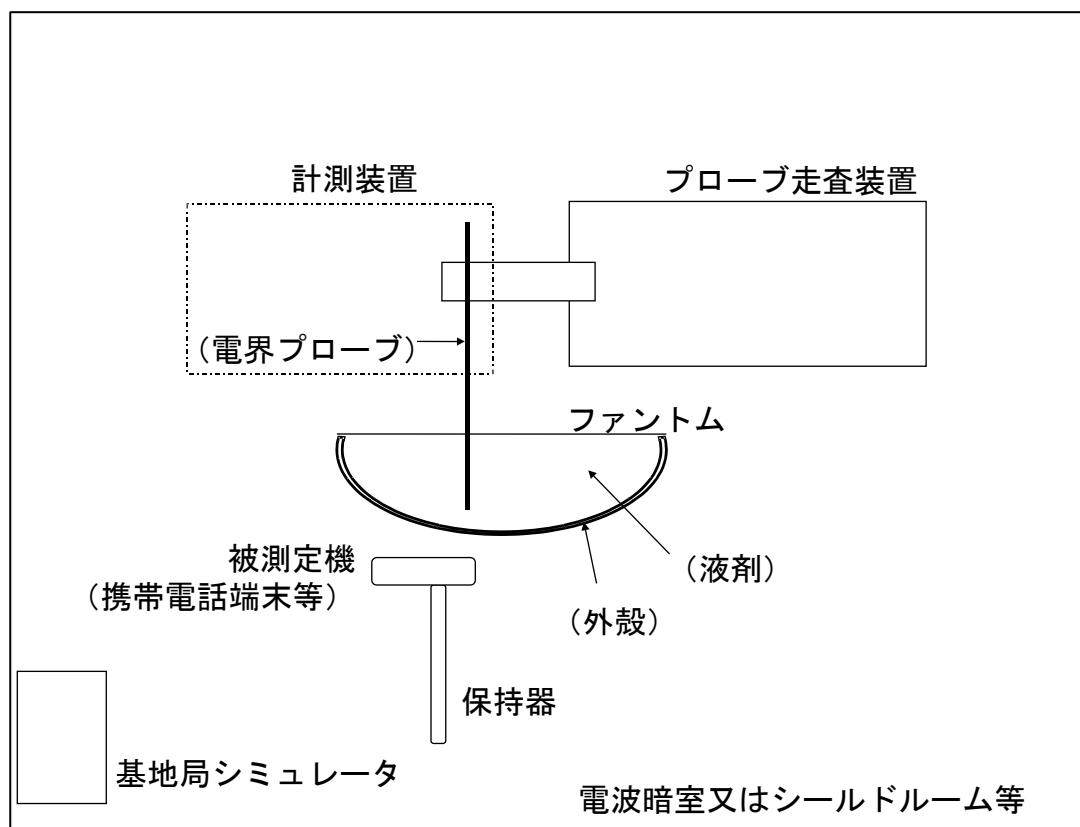 計測装置
プローブ走査装置
（電界プローブ）
ファントム
被測定機
（携帯電話端末等）
（液剤）
（外殻）
保持器
基地局シミュレータ
電波暗室又はシールドルーム等